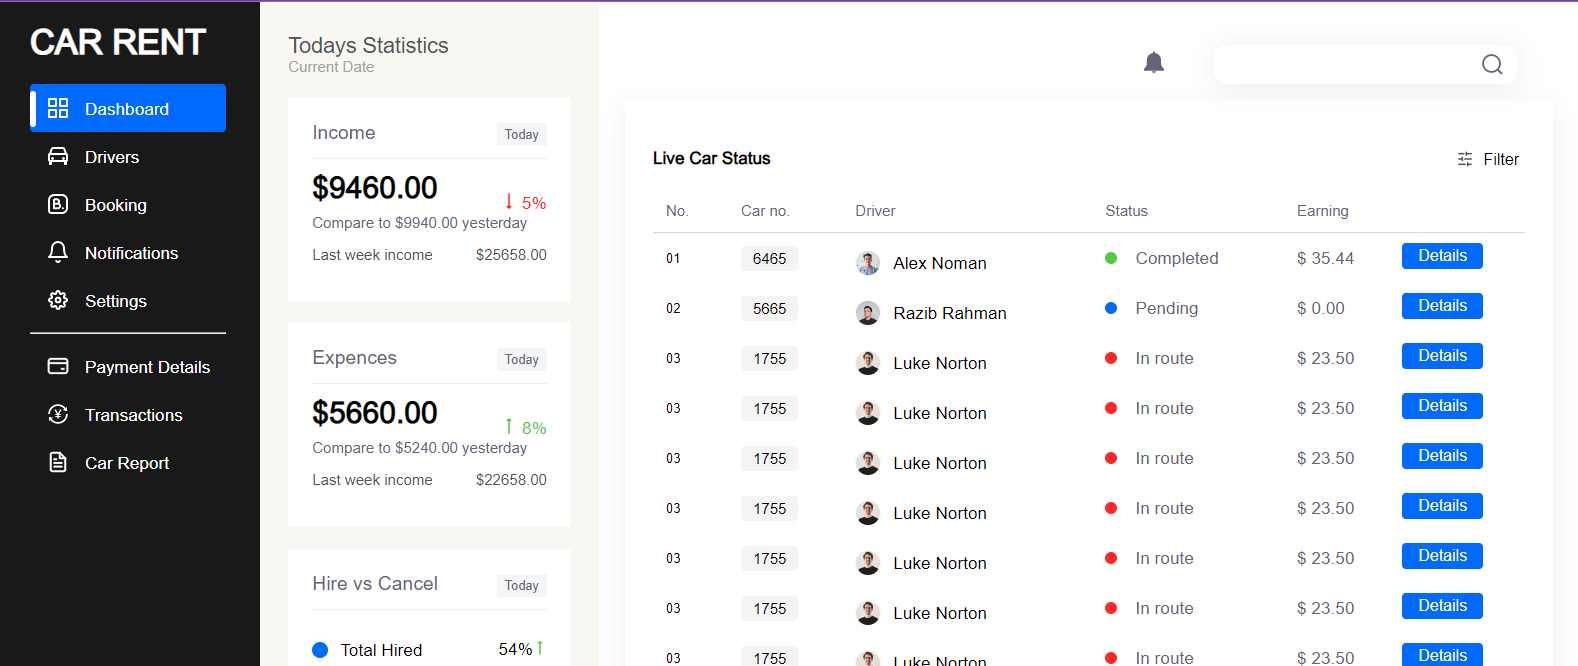 CAR RENT
Dashboard
Drivers
Booking
Notifications
Settings
Payment Details
Transactions
Car Report
Todays Statistics
Current Date
Income Today
$9460.00 5%
Compare to $9940.00 yesterday
Last week income $25658.00
Expences Today
$5660.00 8%
Compare to $5240.00 yesterday
Last week income $22658.00
Hire vs Cancel Today
Total Hired 54%
Live Car Status Filter
No. Car no. Driver Status Earning
01 6465 Alex Noman Completed $ 35.44 Details
02 5665 Razib Rahman Pending $ 0.00 Details
03 1755 Luke Norton In route $ 23.50 Details
03 1755 Luke Norton In route $ 23.50 Details
03 1755 Luke Norton In route $ 23.50 Details
03 1755 Luke Norton In route $ 23.50 Details
03 1755 Luke Norton In route $ 23.50 Details
03 1755 Luke Norton In route $ 23.50 Details
03 1755 Luke Norton In route $ 23.50 Details